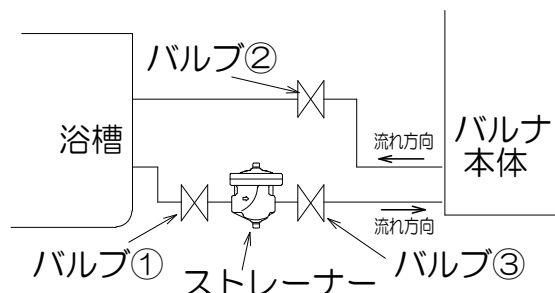 バルブ②
浴槽
流れ方向
バルナ
本体
流れ方向
バルブ①
ストレーナー
バルブ③